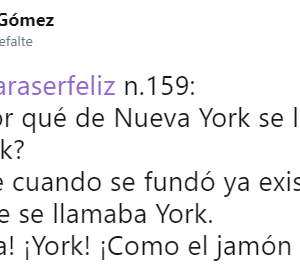 Gómez
efalte
araserfeliz n.159:
or qué de Nueva York se l
k?
e cuando se fundó ya exis
e se llamaba York.
a! ¡York! ¡Como el jamón